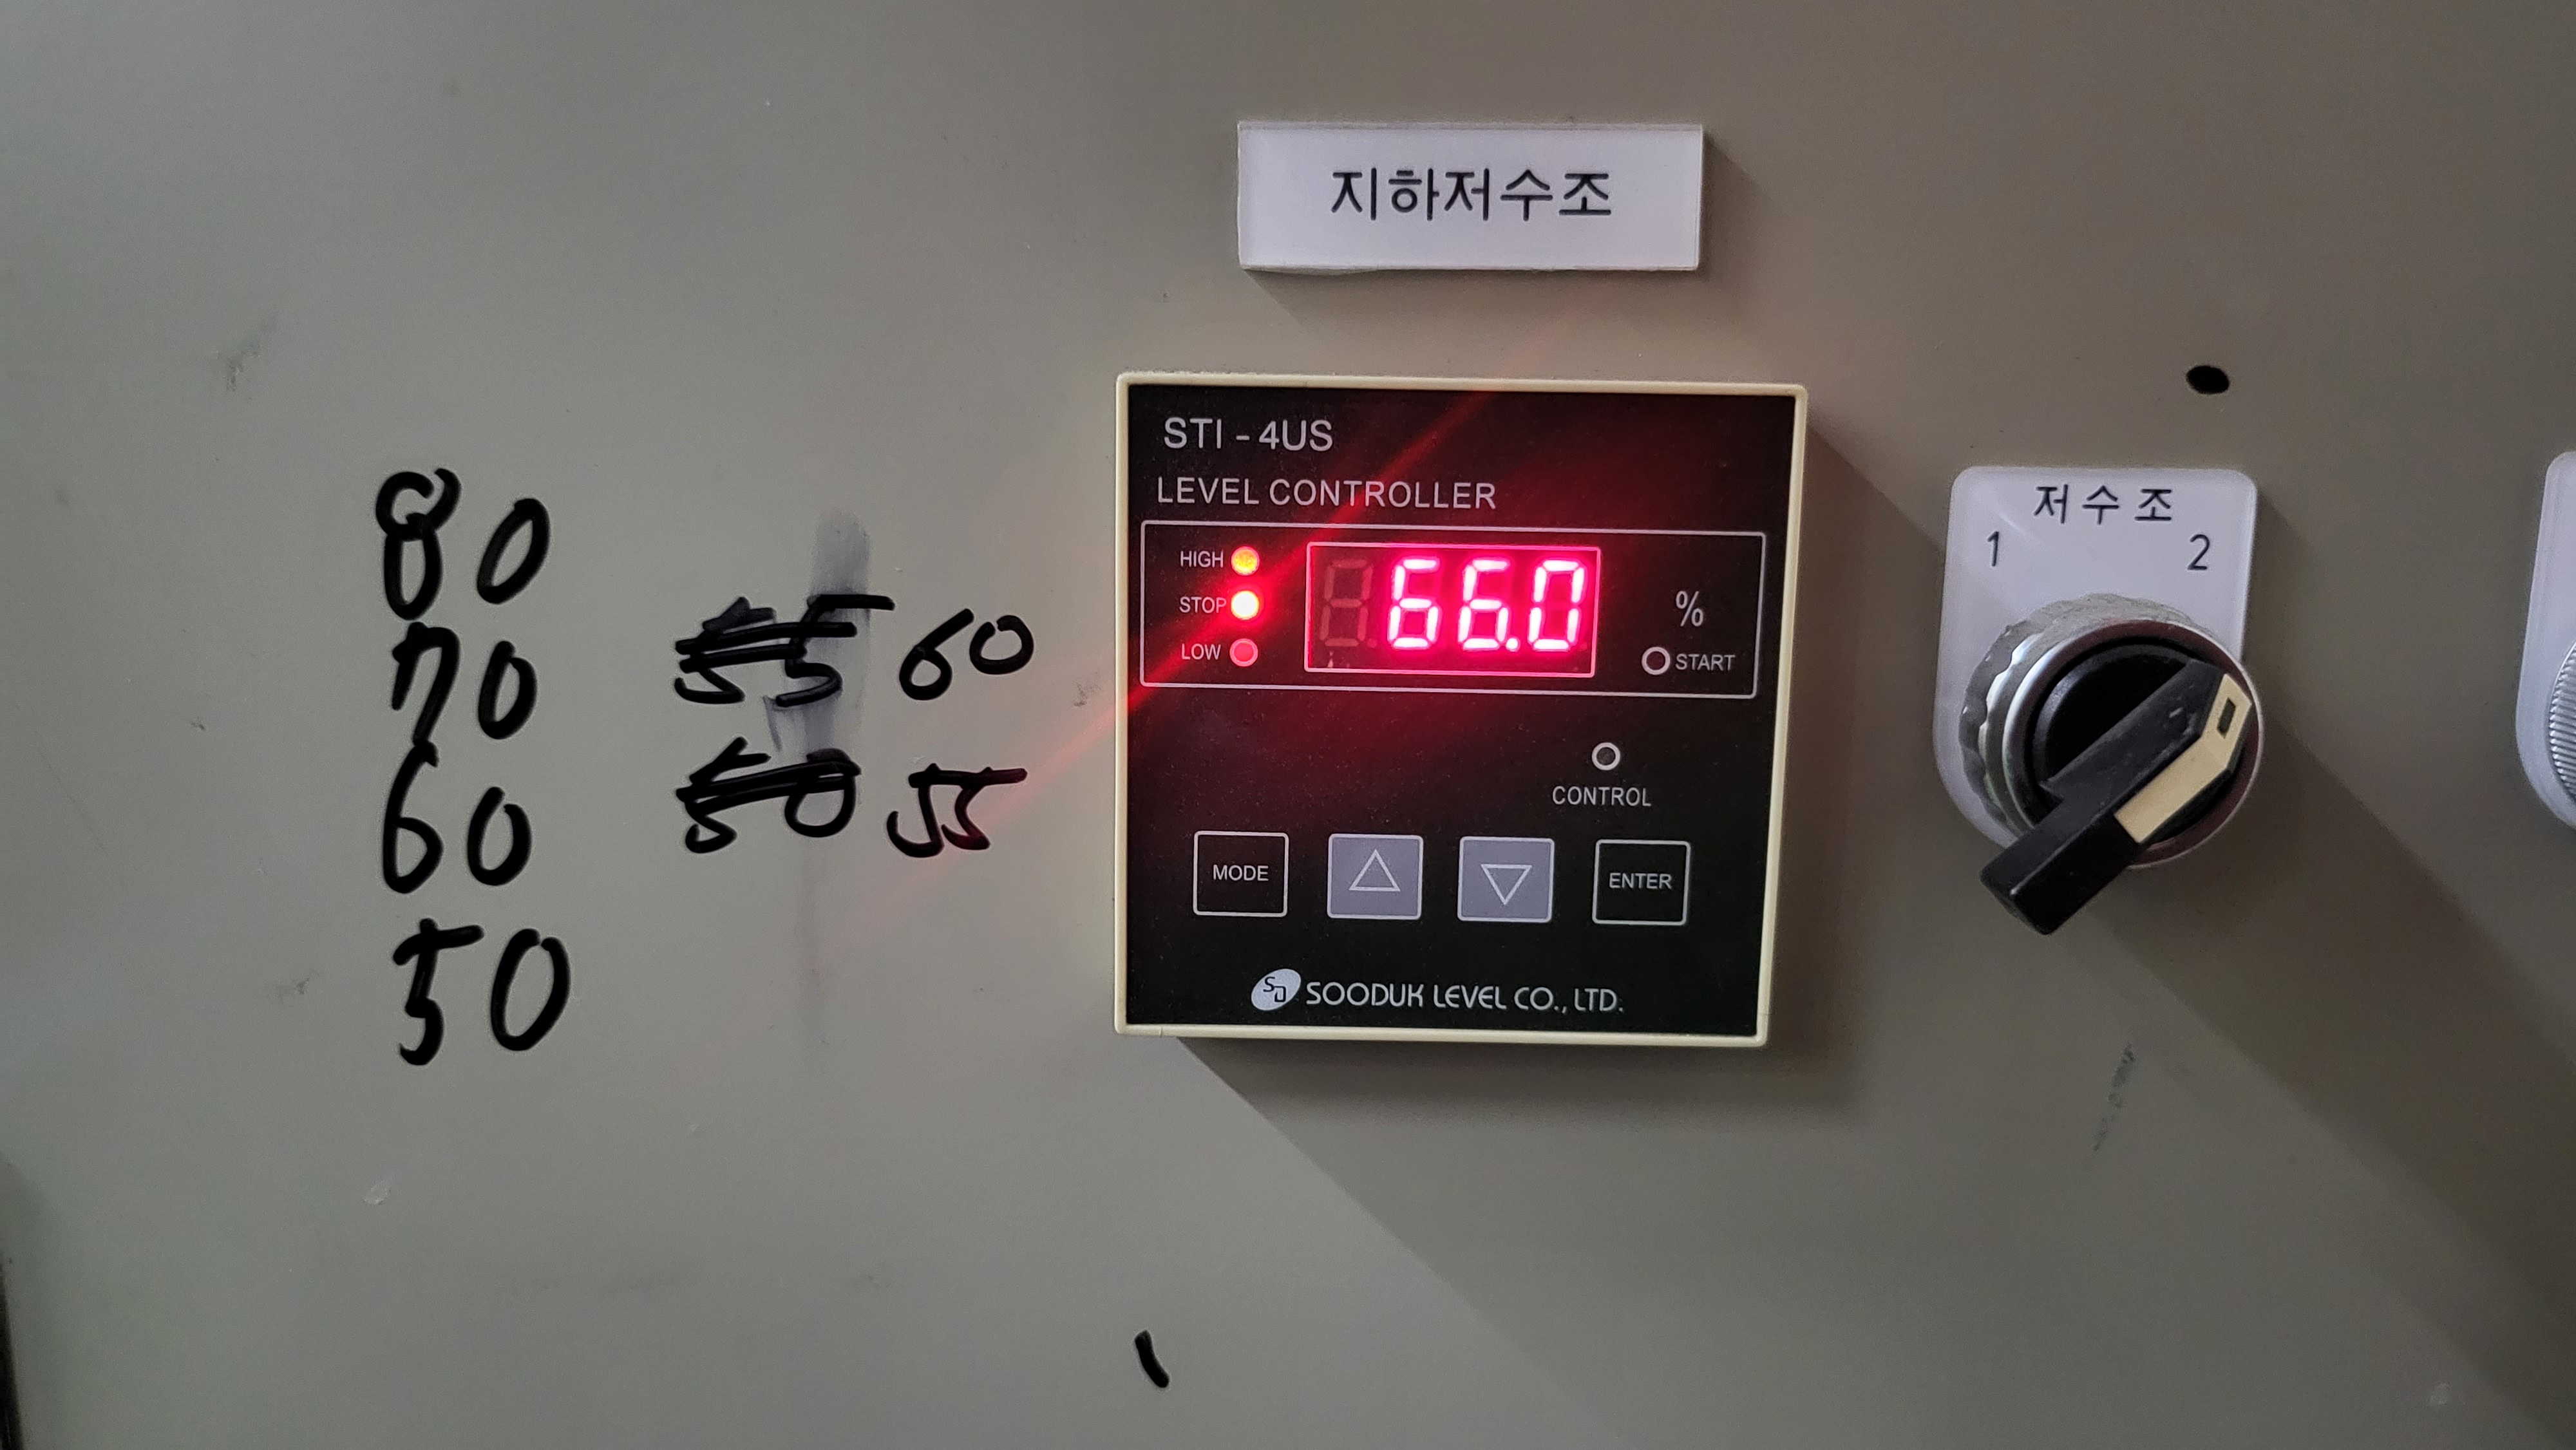 지하저수조
STI - 4US
LEVEL CONTROLLER
HIGH
STOP
LOW
66.0
%
START
CONTROL
MODE
ENTER
SD SOODUK LEVEL CO., LTD.
저수조
1 2
80
70 55 60
60 50 55
50